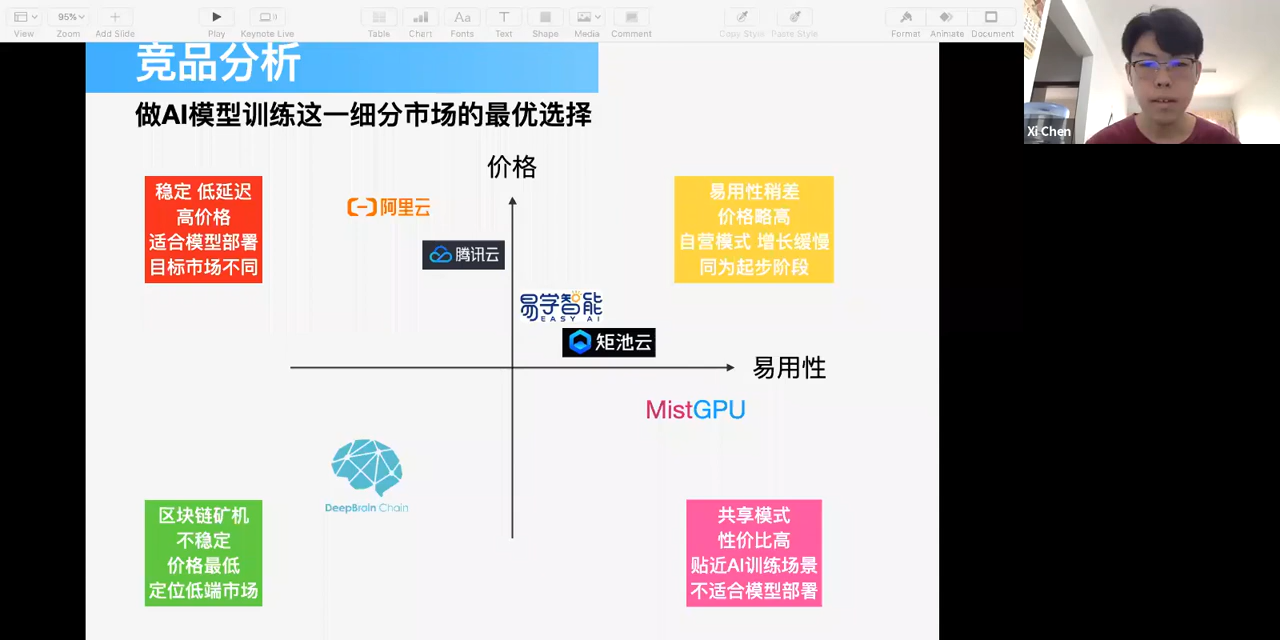 View
95%
Zoom
Add Slide
Play
Keynote Live
Table
Chart
Fonts
Text
Shape
Media
Comment
Copy Style
Paste Style
Format
Animate
Document
Xi Chen
竞品分析
做AI模型训练这一细分市场的最优选择
价格
稳定 低延迟
高价格
适合模型部署
目标市场不同
阿里云
腾讯云
易用性稍差
价格略高
自营模式 增长缓慢
同为起步阶段
易学智能
EASY AI
矩池云
易用性
MistGPU
DeepBrain Chain
区块链矿机
不稳定
价格最低
定位低端市场
共享模式
性价比高
贴近AI训练场景
不适合模型部署